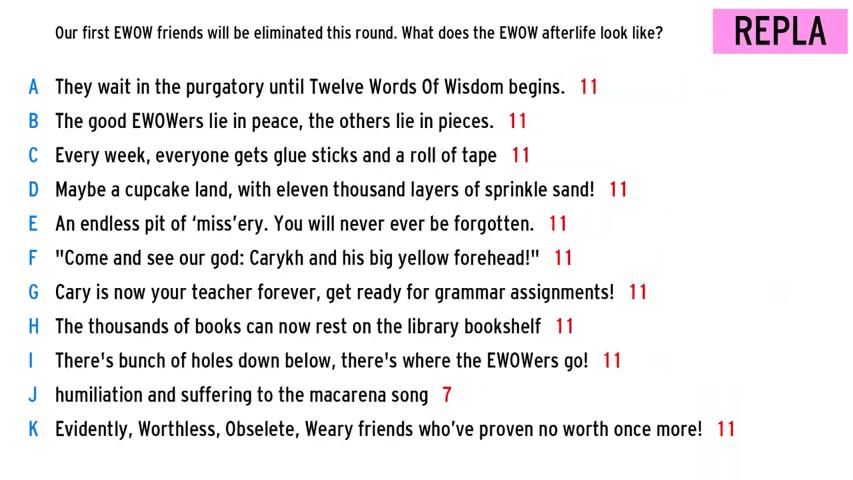 Our first EWOW friends will be eliminated this round. What does the EWOW afterlife look like?
REPLA
A They wait in the purgatory until Twelve Words Of Wisdom begins. 11
B The good EWOWers lie in peace, the others lie in pieces. 11
C Every week, everyone gets glue sticks and a roll of tape 11
D Maybe a cupcake land, with eleven thousand layers of sprinkle sand! 11
E An endless pit of ‘miss’ery. You will never ever be forgotten. 11
F "Come and see our god: Carykh and his big yellow forehead!" 11
G Cary is now your teacher forever, get ready for grammar assignments! 11
H The thousands of books can now rest on the library bookshelf 11
I There's bunch of holes down below, there's where the EWOWers go! 11
J humiliation and suffering to the macarena song 7
K Evidently, Worthless, Obselete, Weary friends who’ve proven no worth once more! 11